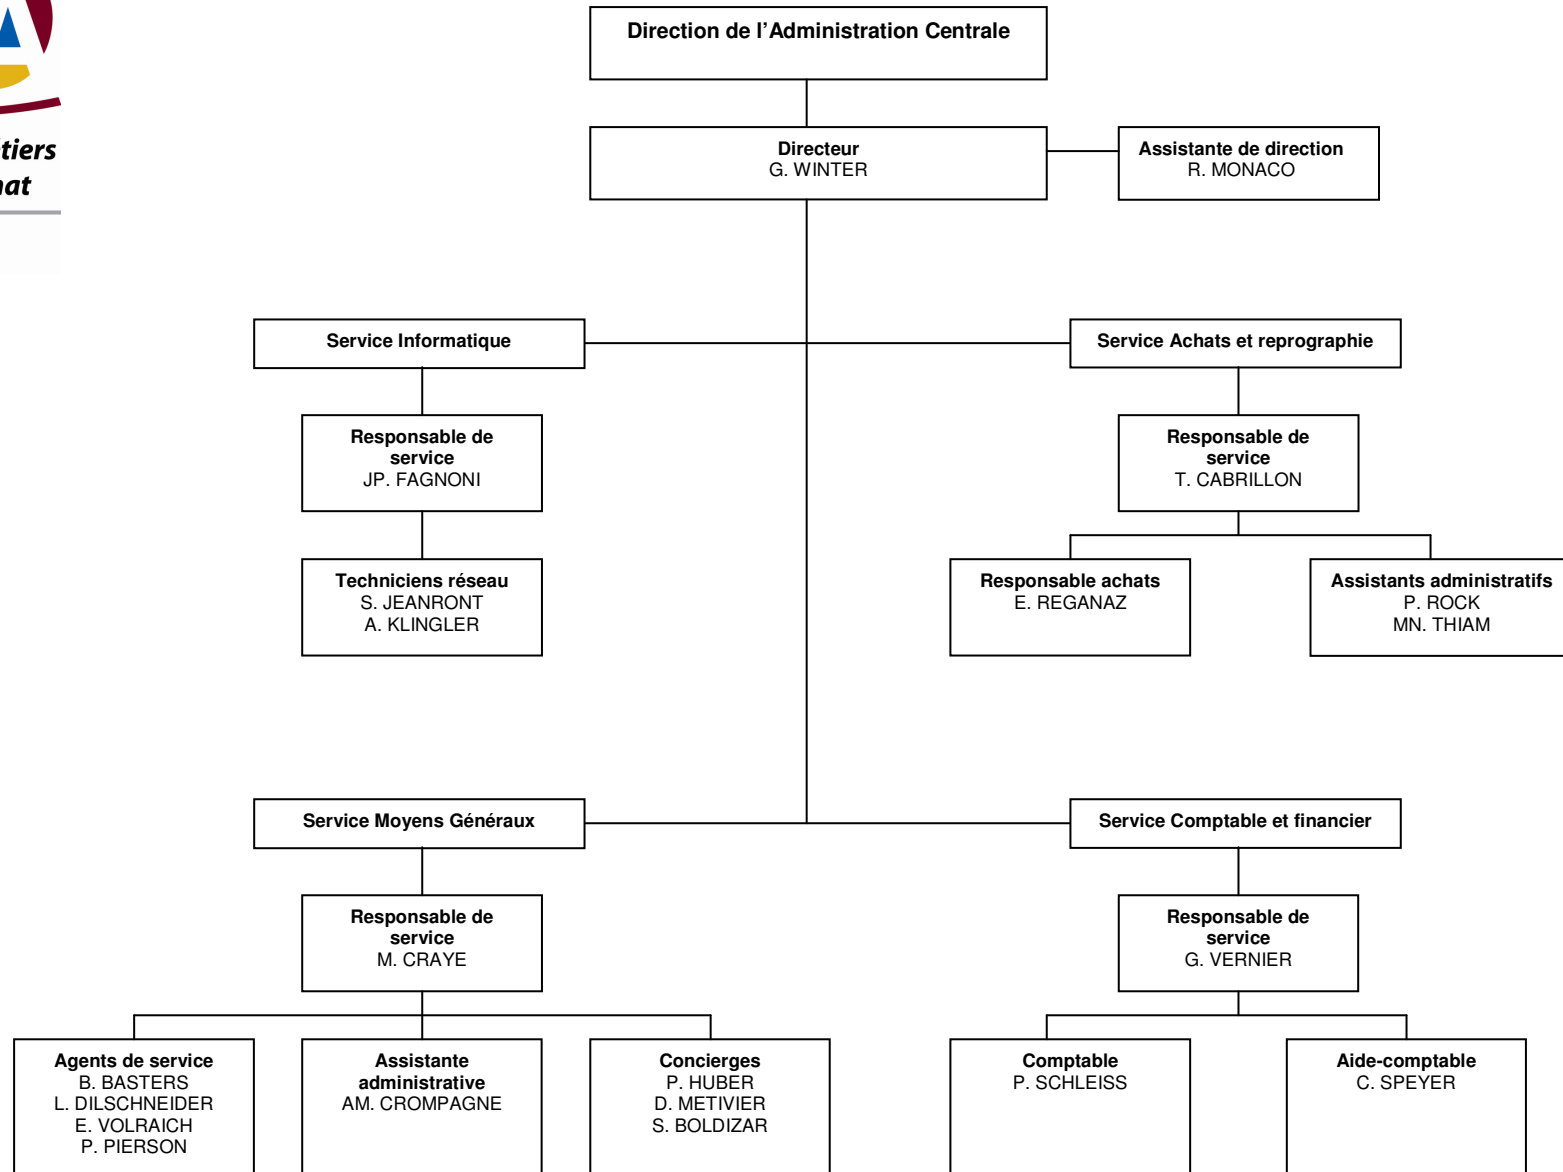 tiers
nat
Direction de l'Administration Centrale
Directeur
G. WINTER
Assistante de direction
R. MONACO
Service Informatique
Service Achats et reprographie
Responsable de
service
JP. FAGNONI
Responsable de
service
T. CABRILLON
Techniciens réseau
S. JEANRONT
A. KLINGLER
Responsable achats
E. REGANAZ
Assistants administratifs
P. ROCK
MN. THIAM
Service Moyens Généraux
Service Comptable et financier
Responsable de
service
M. CRAYE
Responsable de
service
G. VERNIER
Agents de service
B. BASTERS
L. DILSCHNEIDER
E. VOLRAICH
P. PIERSON
Assistante
administrative
AM. CROMPAGNE
Concierges
P. HUBER
D. METIVIER
S. BOLDIZAR
Comptable
P. SCHLEISS
Aide-comptable
C. SPEYER